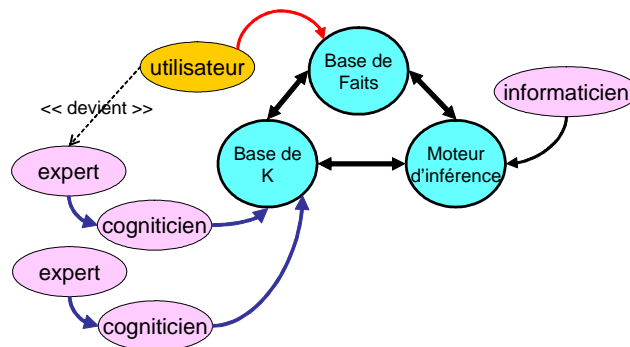 utilisateur
Base de
Faits
informaticien
<< devient >>
Base de
K
Moteur
d'inférence
expert
cogniticien
expert
cogniticien